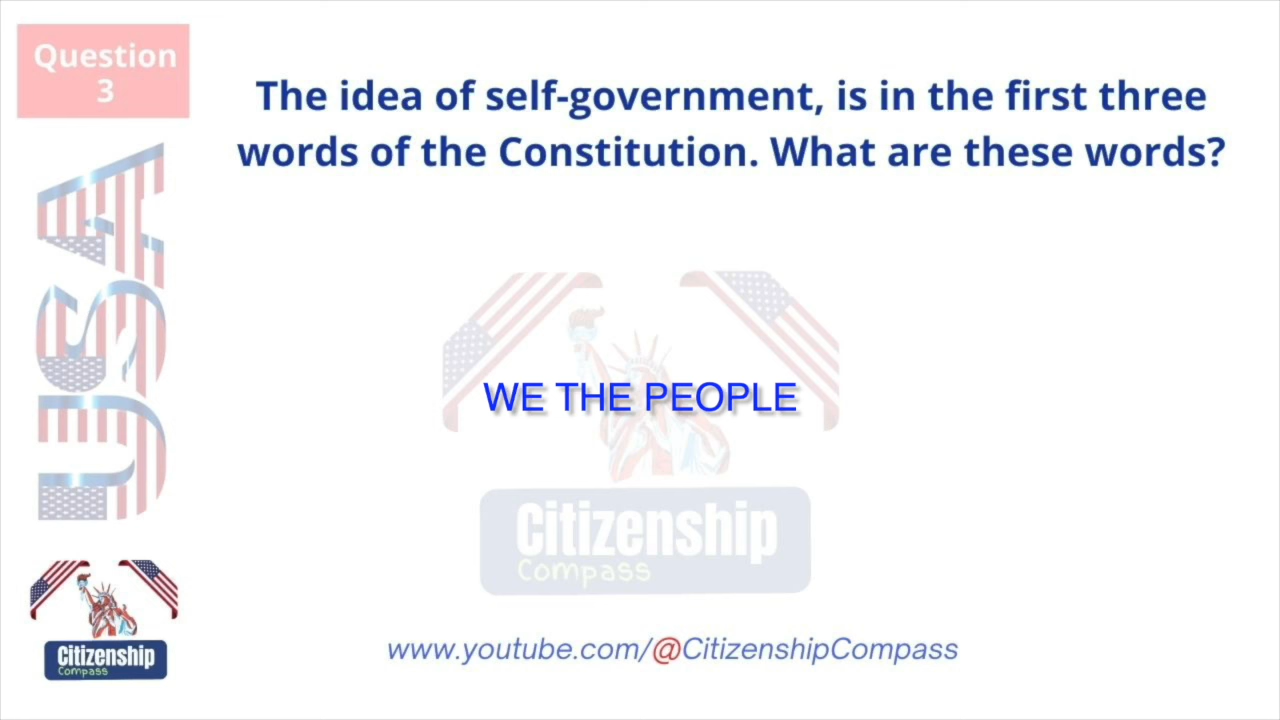 Question
3
The idea of self-government, is in the first three
words of the Constitution. What are these words?
USA
WE THE PEOPLE
Citizenship
Compass
Citizenship
Compass
www.youtube.com/@CitizenshipCompass